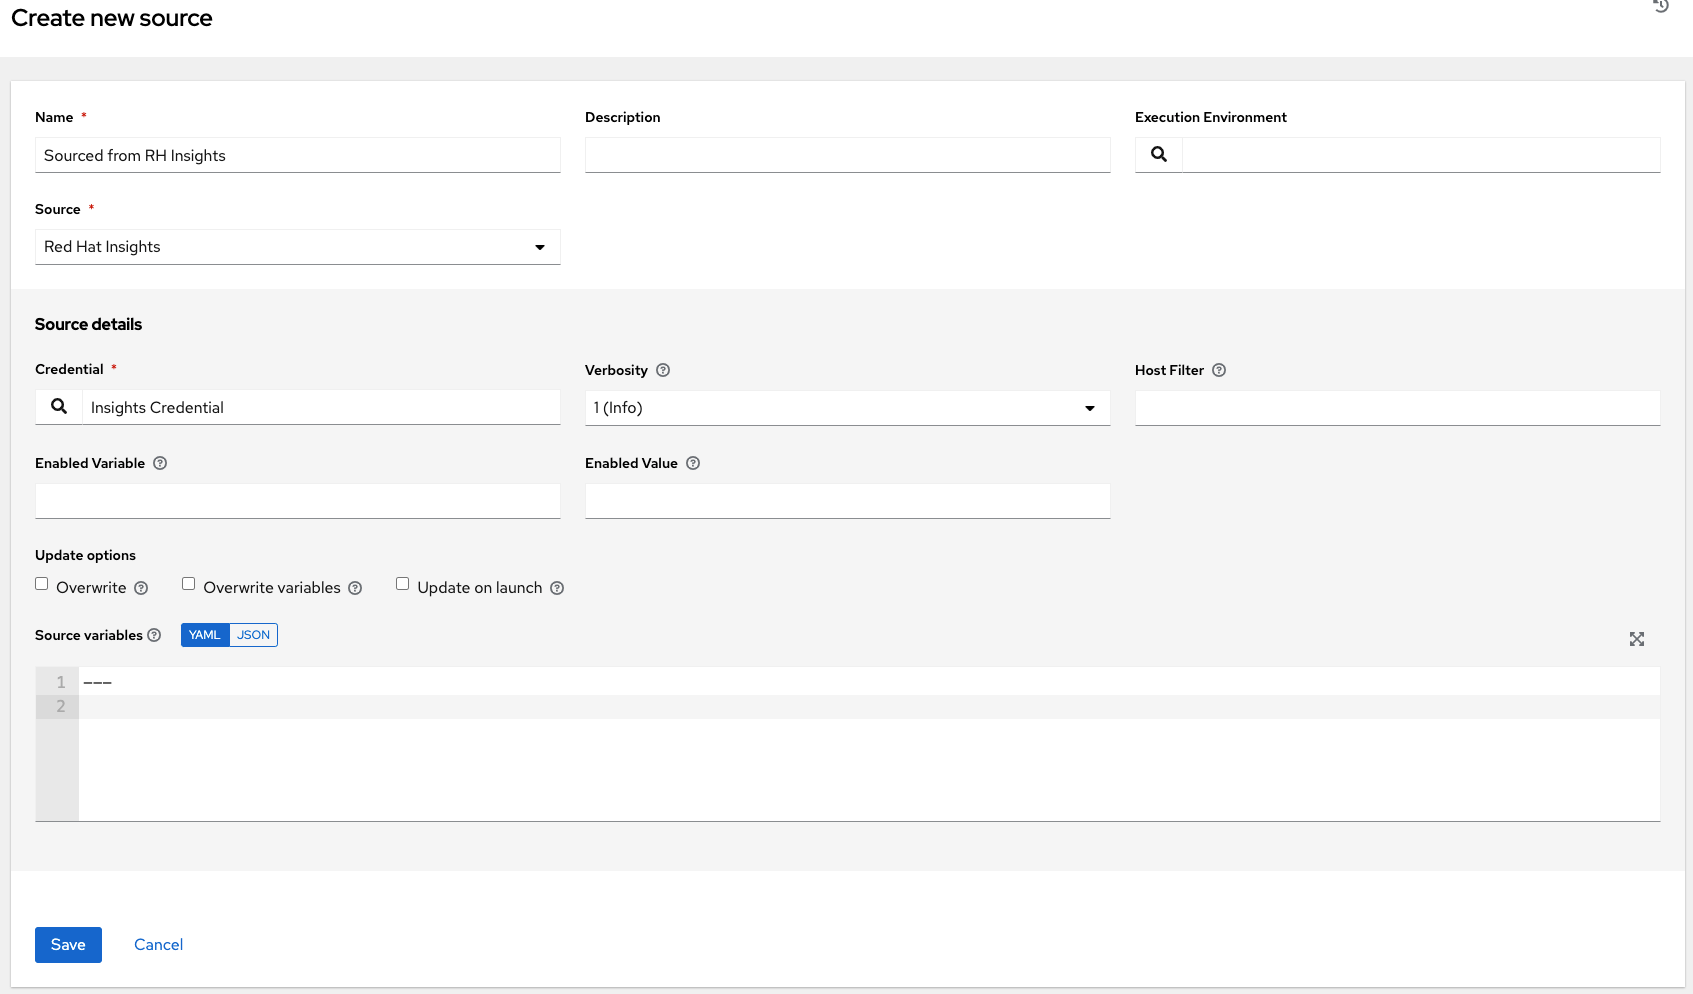 Create new source
Name *
Description
Execution Environment
Sourced from RH Insights
Source *
Red Hat Insights
Source details
Credential *
Verbosity
Host Filter
Insights Credential
1 (Info)
Enabled Variable
Enabled Value
Update options
Overwrite
Overwrite variables
Update on launch
Source variables
YAML
JSON
1 ---
2
Save
Cancel